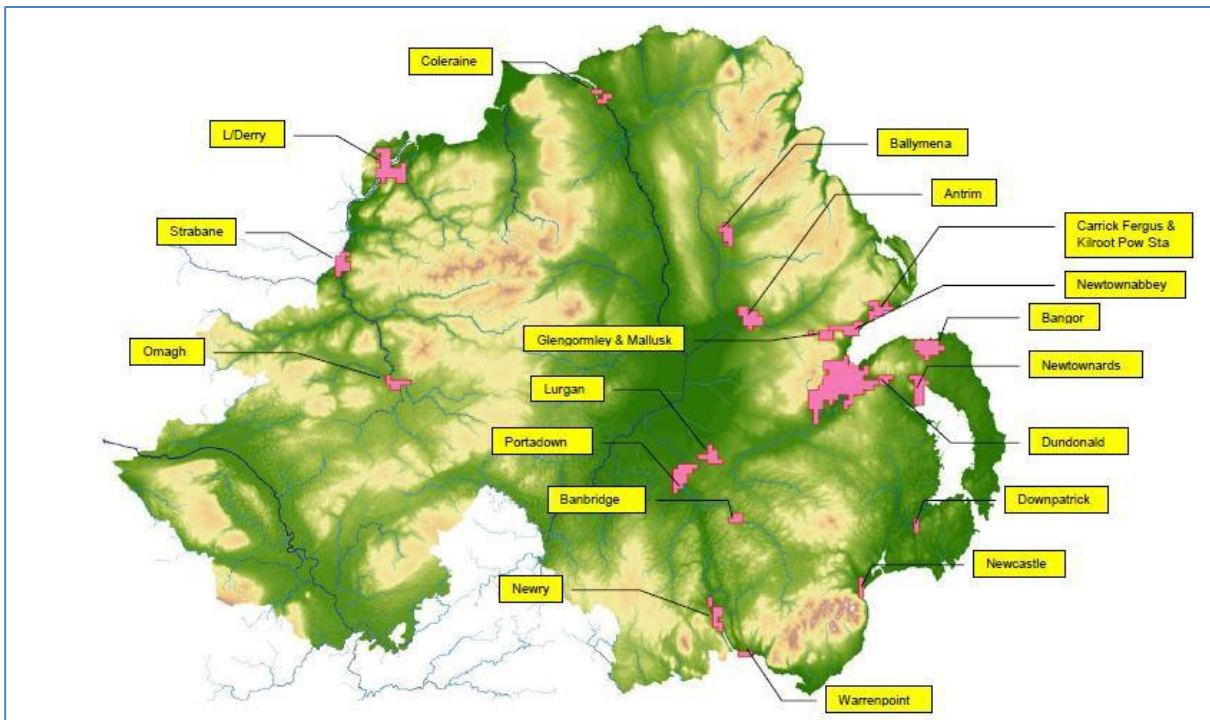 Coleraine
L/Derry
Ballymena
Antrim
Strabane
Carrick Fergus &
Kilroot Pow Sta
Newtownabbey
Bangor
Glengormley & Mallusk
Omagh
Newtownards
Lurgan
Portadown
Dundonald
Banbridge
Downpatrick
Newcastle
Newry
Warrenpoint